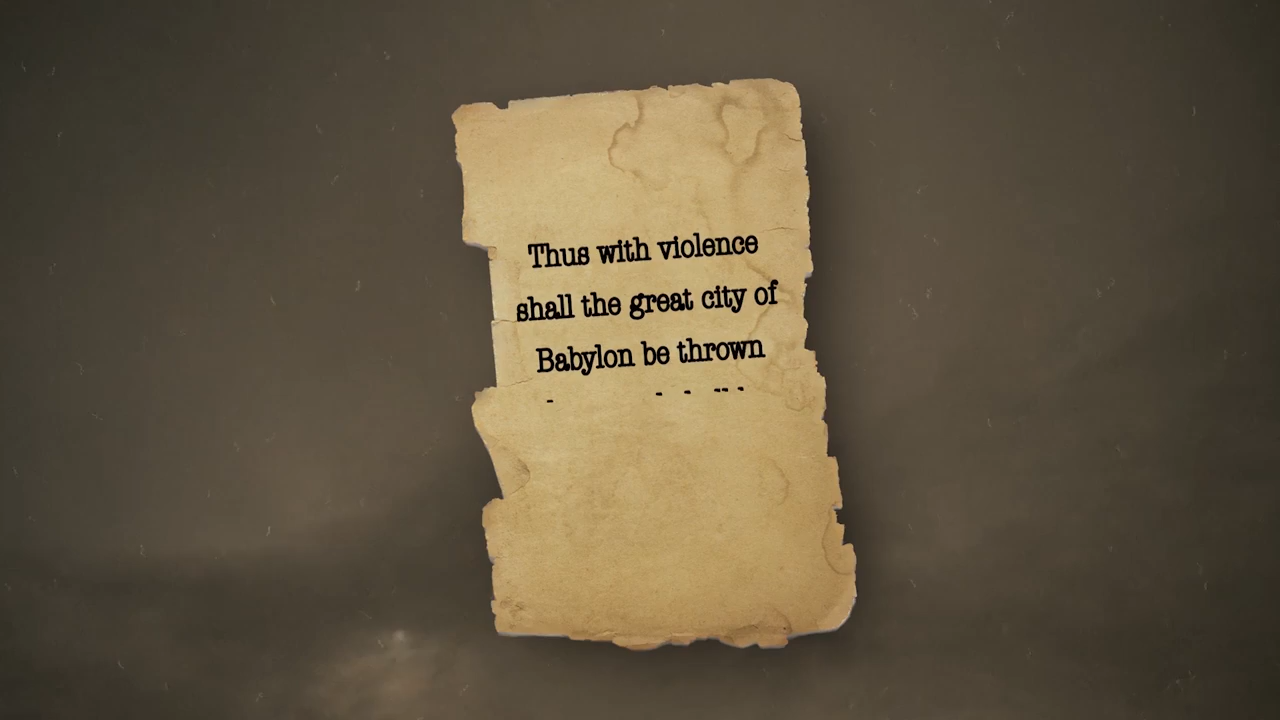 Thus with violence
shall the great city of
Babylon be thrown